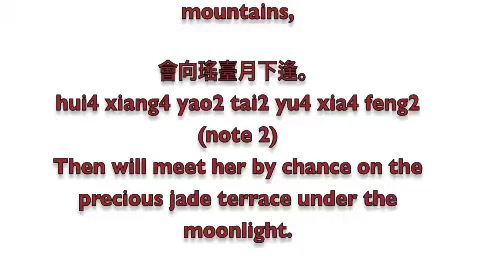 mountains,
會向瑤臺月下逢。
hui4 xiang4 yao2 tai2 yu4 xia4 feng2
(note 2)
Then will meet her by chance on the
precious jade terrace under the
moonlight.